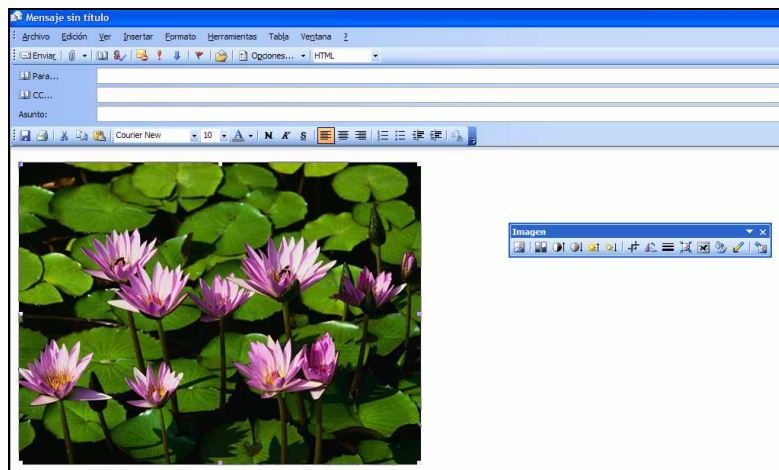 Mensaje sin título
Archivo Edición Ver Insertar Formato Herramientas Tabla Ventana ?
Enviar Opciones... HTML
Para...
CC...
Asunto:
Courier New 10 A N K S
Imagen